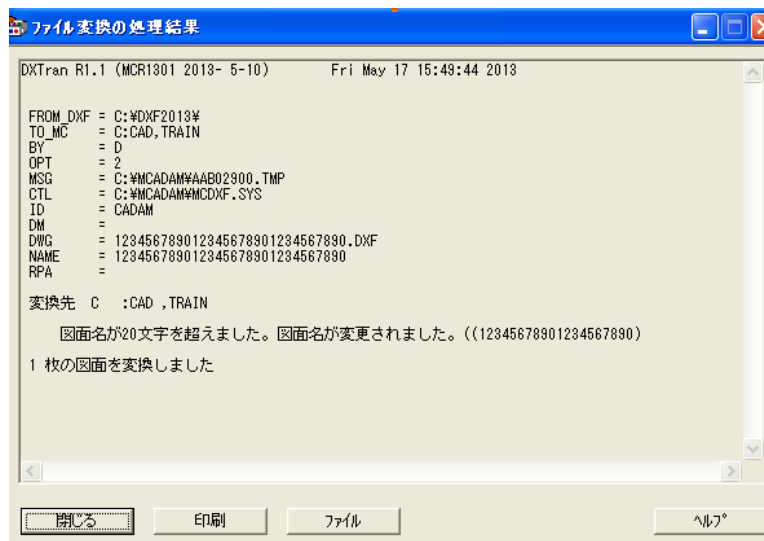 ファイル変換の処理結果
DXTran R1.1 (MCR1301 2013- 5-10)　　Fri May 17 15:49:44 2013
FROM_DXF = C:¥DXF2013¥
TO_MC = C:CAD,TRAIN
BY = D
OPT = 2
MSG = C:¥MCADAM¥AAB02900.TMP
CTL = C:¥MCADAM¥MCDXF.SYS
ID = CADAM
DM =
DWG = 123456789012345678901234567890.DXF
NAME = 123456789012345678901234567890
RPA =
変換先 C :CAD ,TRAIN
図面名が20文字を超えました。図面名が変更されました。((12345678901234567890)
1 枚の図面を変換しました
閉じる 印刷 ファイル ヘルプ